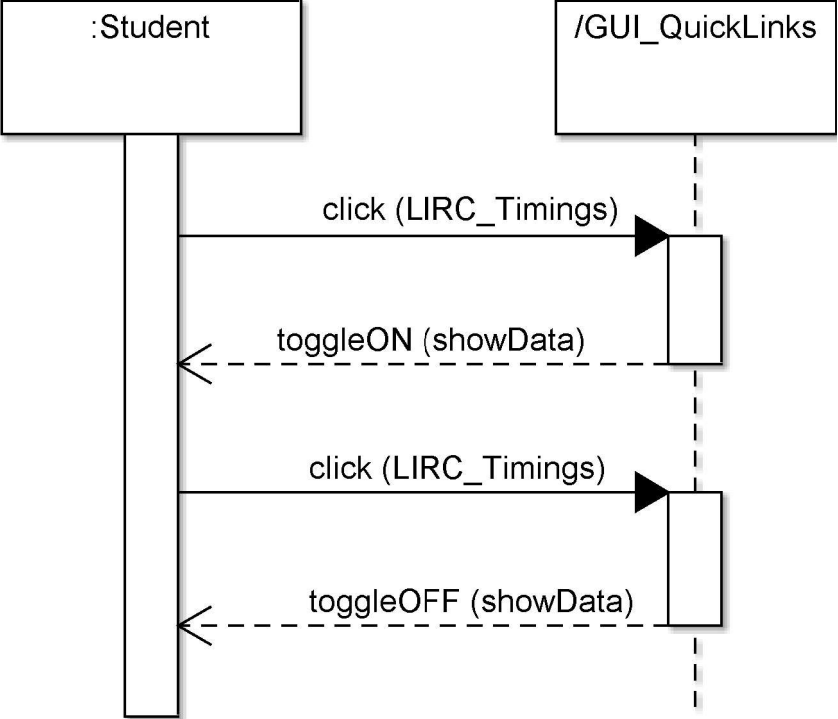 :Student
/GUI_QuickLinks
click (LIRC_Timings)
toggleON (showData)
click (LIRC_Timings)
toggleOFF (showData)